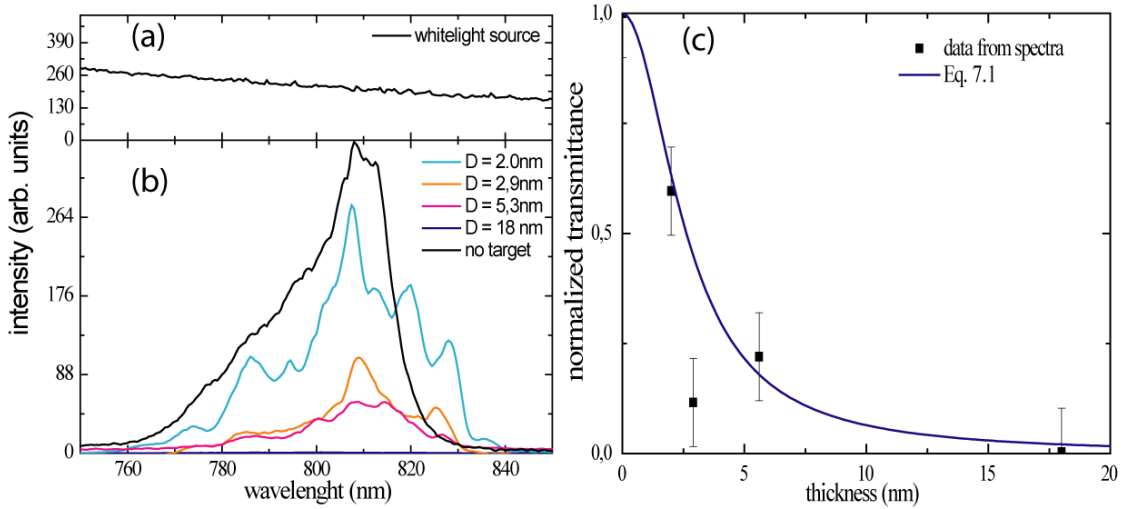 (a)
whitelight source
390
260
130
0
(b)
D = 2.0nm
D = 2,9nm
D = 5,3nm
D = 18 nm
no target
264
176
88
0
intensity (arb. units)
760 780 800 820 840
wavelenght (nm)
(c)
data from spectra
Eq. 7.1
1,0
0,5
0,0
normalized transmittance
0 5 10 15 20
thickness (nm)